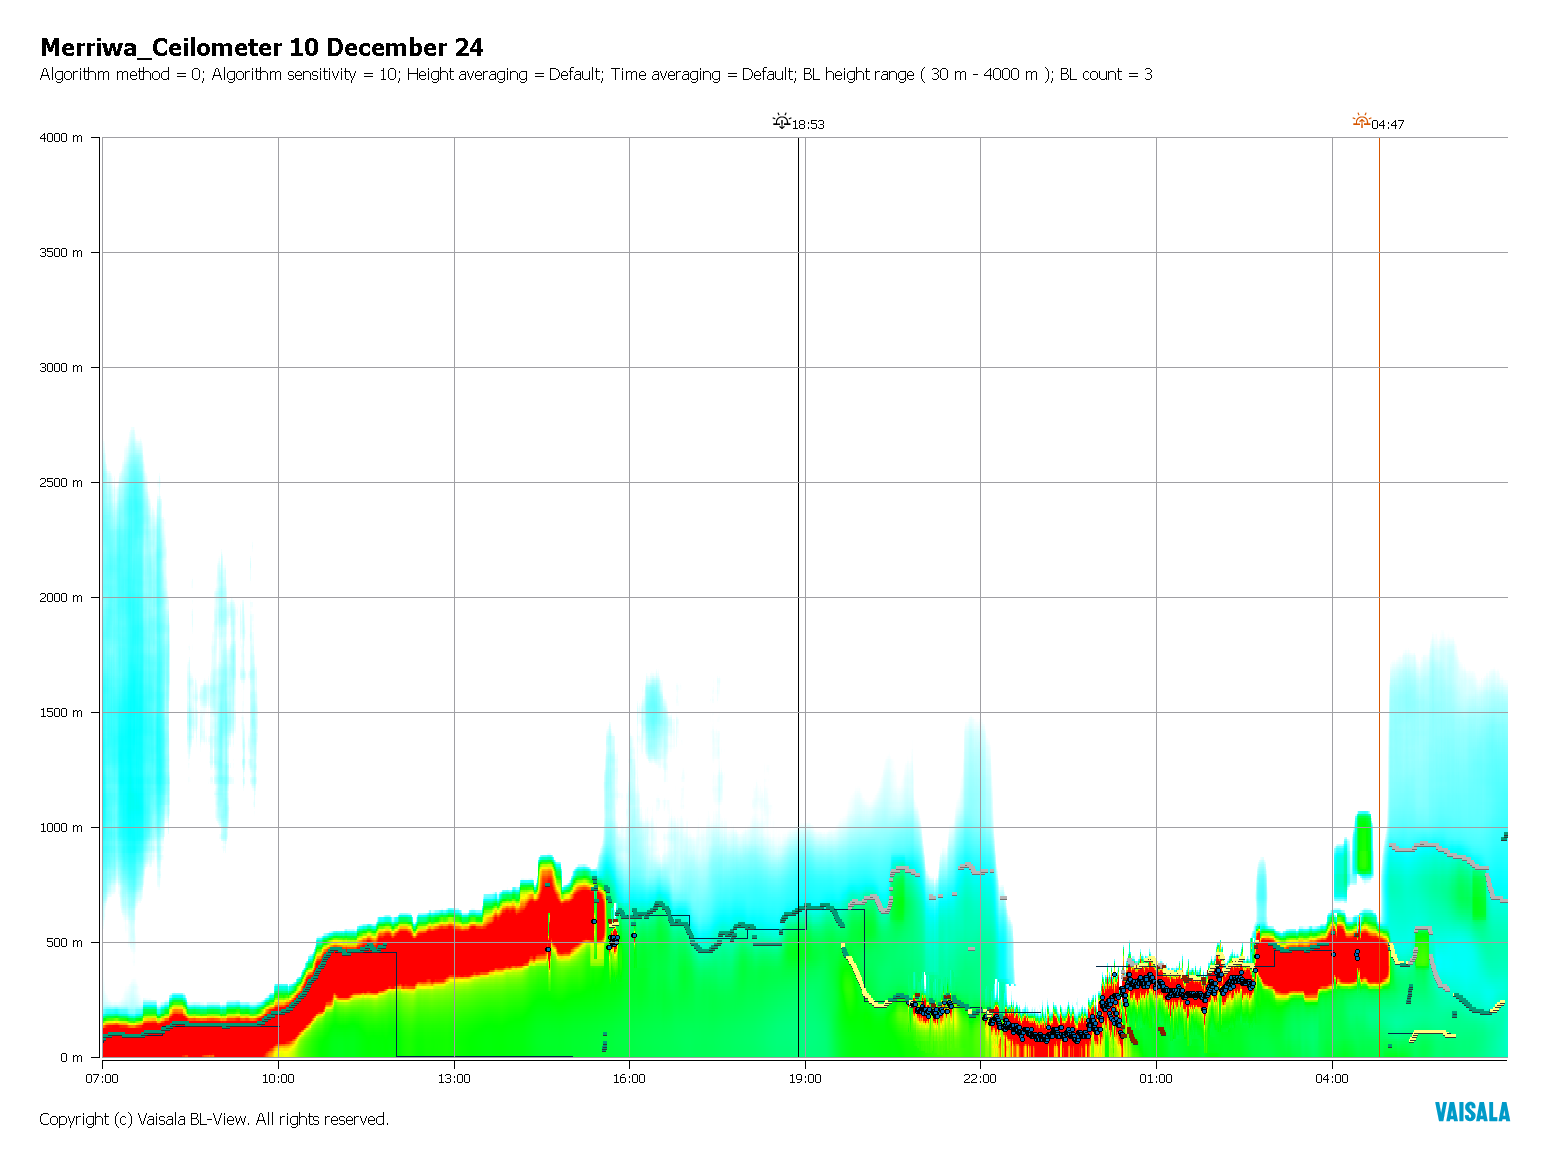 Merriwa_Ceilometer 10 December 24
Algorithm method = 0; Algorithm sensitivity = 10; Height averaging = Default; Time averaging = Default; BL height range ( 30 m - 4000 m ); BL count = 3
18:53
04:47
4000 m
3500 m
3000 m
2500 m
2000 m
1500 m
1000 m
500 m
0 m
07:00
10:00
13:00
16:00
19:00
22:00
01:00
04:00
Copyright (c) Vaisala BL-View. All rights reserved.
VAISALA